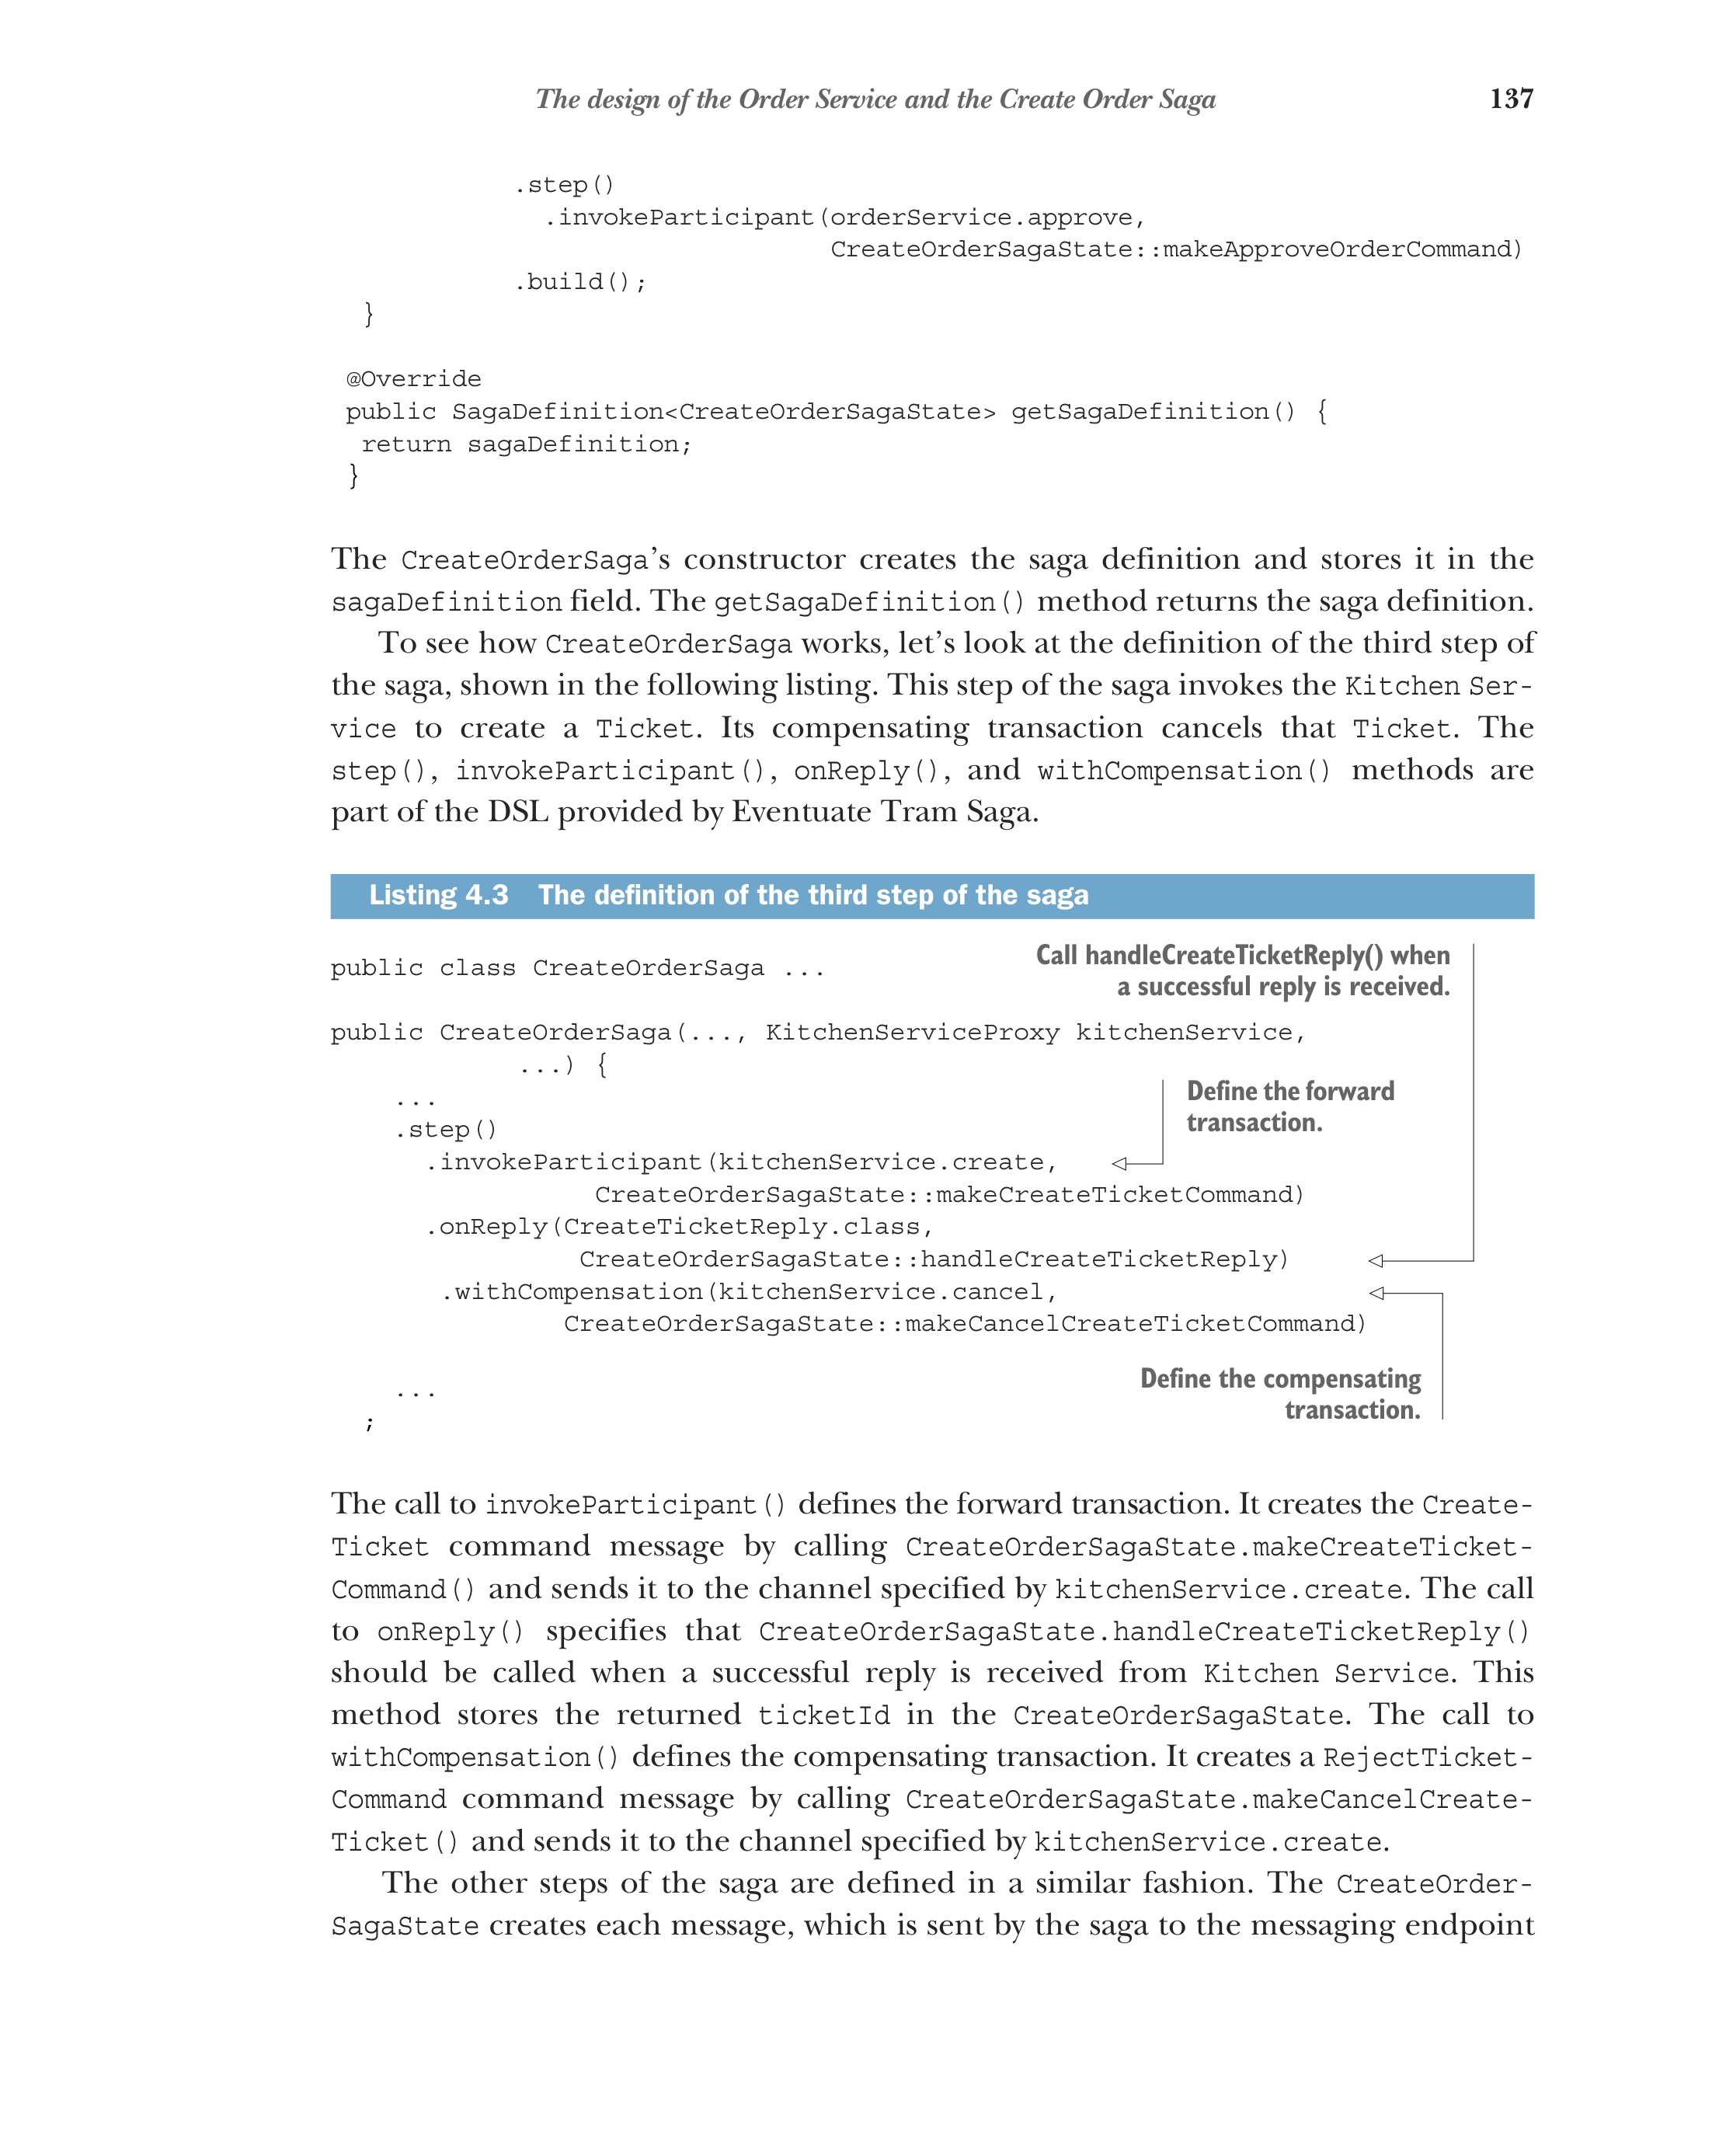 The design of the Order Service and the Create Order Saga 137
.step()
.invokeParticipant(orderService.approve,
CreateOrderSagaState::makeApproveOrderCommand)
.build();
}
@Override
public SagaDefinition<CreateOrderSagaState> getSagaDefinition() {
return sagaDefinition;
}
The CreateOrderSaga’s constructor creates the saga definition and stores it in the
sagaDefinition field. The getSagaDefinition() method returns the saga definition.
To see how CreateOrderSaga works, let’s look at the definition of the third step of
the saga, shown in the following listing. This step of the saga invokes the Kitchen Ser-
vice to create a Ticket. Its compensating transaction cancels that Ticket. The
step(), invokeParticipant(), onReply(), and withCompensation() methods are
part of the DSL provided by Eventuate Tram Saga.
Listing 4.3 The definition of the third step of the saga
Call handleCreateTicketReply() when
a successful reply is received.
public class CreateOrderSaga ...
public CreateOrderSaga(..., KitchenServiceProxy kitchenService,
...) {
Define the forward
transaction.
...
.step()
.invokeParticipant(kitchenService.create,
CreateOrderSagaState::makeCreateTicketCommand)
.onReply(CreateTicketReply.class,
CreateOrderSagaState::handleCreateTicketReply)
.withCompensation(kitchenService.cancel,
CreateOrderSagaState::makeCancelCreateTicketCommand)
Define the compensating
transaction.
...
;
The call to invokeParticipant() defines the forward transaction. It creates the Create-
Ticket command message by calling CreateOrderSagaState.makeCreateTicket-
Command() and sends it to the channel specified by kitchenService.create. The call
to onReply() specifies that CreateOrderSagaState.handleCreateTicketReply()
should be called when a successful reply is received from Kitchen Service. This
method stores the returned ticketId in the CreateOrderSagaState. The call to
withCompensation() defines the compensating transaction. It creates a RejectTicket-
Command command message by calling CreateOrderSagaState.makeCancelCreate-
Ticket() and sends it to the channel specified by kitchenService.create.
The other steps of the saga are defined in a similar fashion. The CreateOrder-
SagaState creates each message, which is sent by the saga to the messaging endpoint